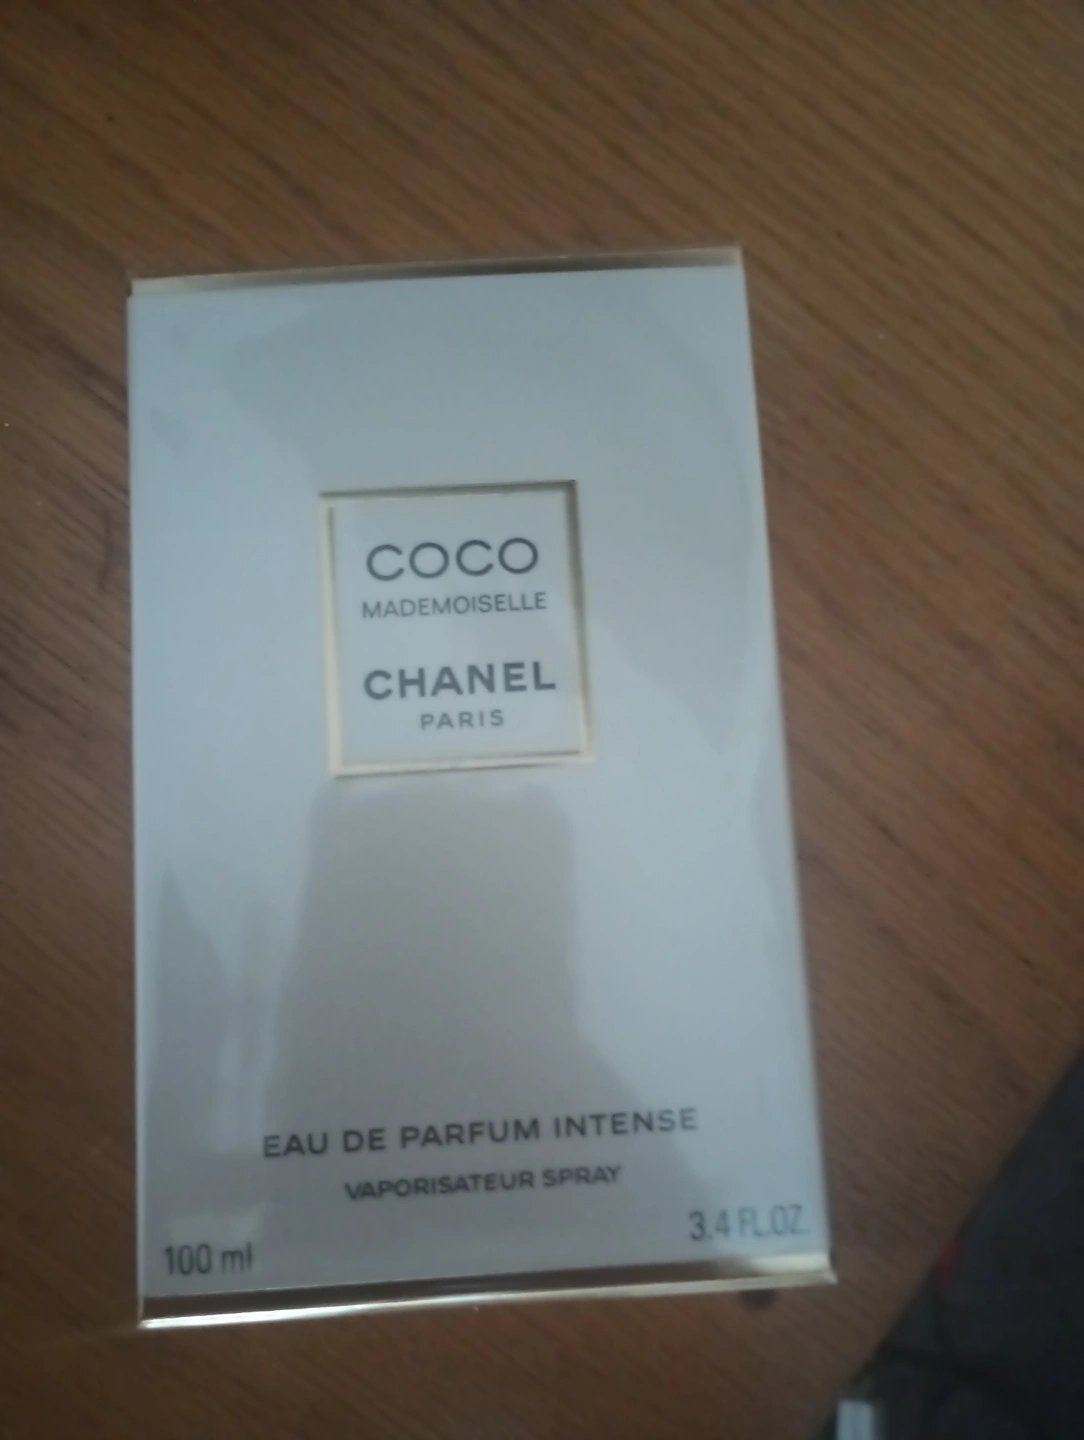 COCO
MADEMOISELLE
CHANEL
PARIS
EAU DE PARFUM INTENSE
VAPORISATEUR SPRAY
100 ml
3.4 FL.OZ.